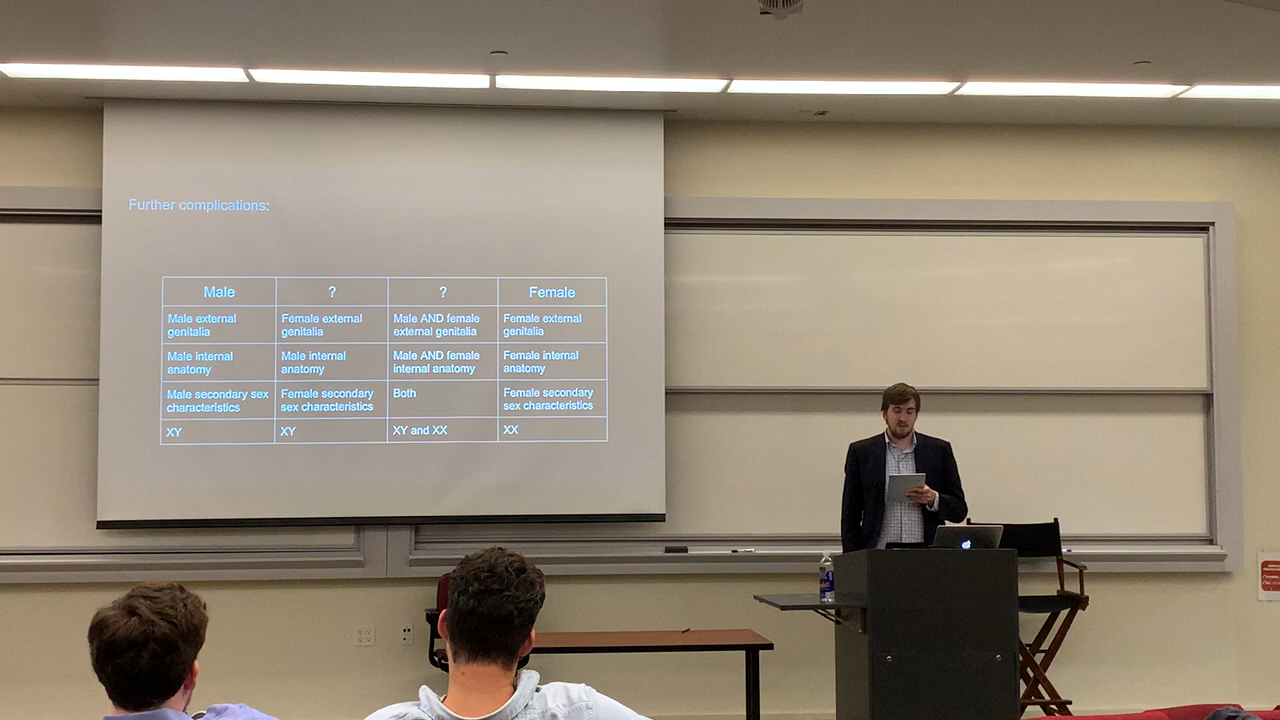 Further complications:
Male
?
?
Female
Male external
genitalia
Female external
genitalia
Male AND female
external genitalia
Female external
genitalia
Male internal
anatomy
Male internal
anatomy
Male AND female
internal anatomy
Female internal
anatomy
Male secondary sex
characteristics
Female secondary
sex characteristics
Both
Female secondary
sex characteristics
XY
XY
XY and XX
XX